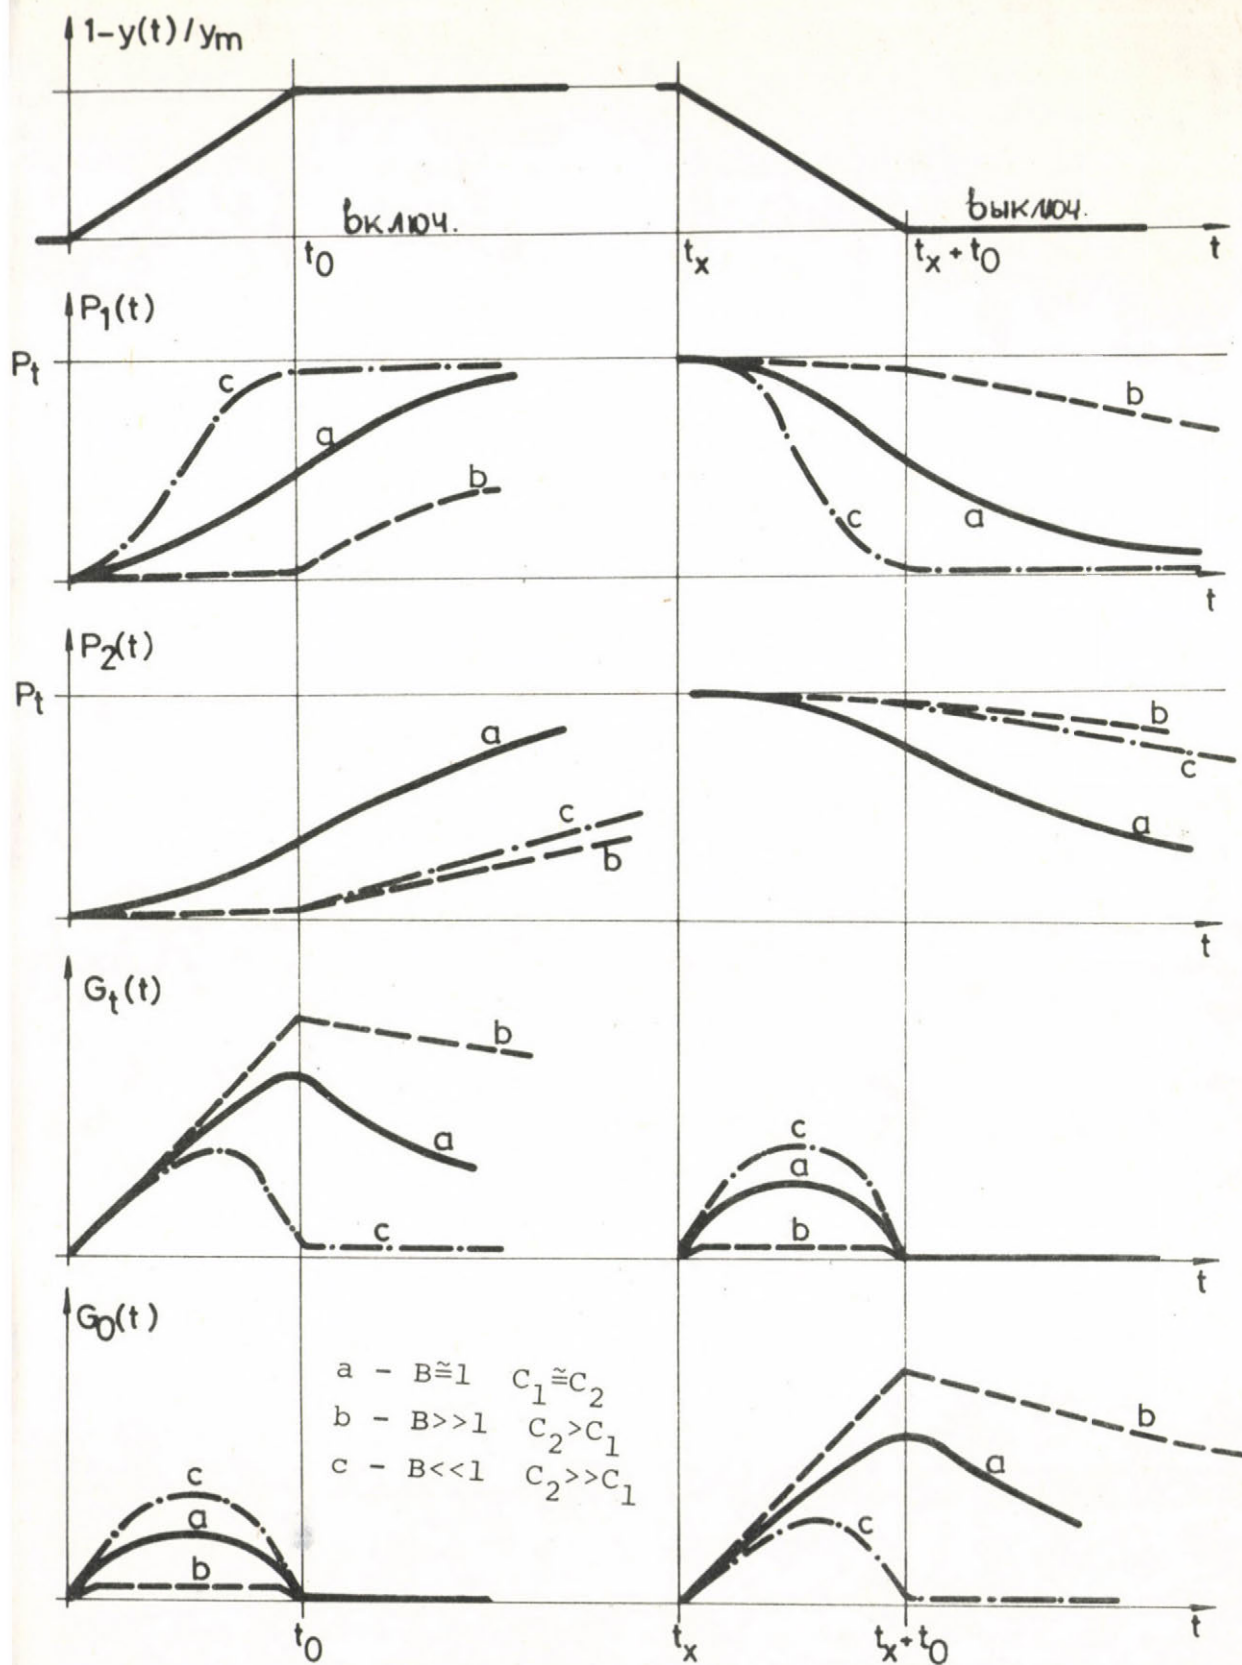 1-y(t)/yₘ
включ.
выключ.
t₀
tₓ
tₓ+t₀
t
P₁(t)
Pₜ
c
a
b
b
a
c
t
P₂(t)
Pₜ
a
c
b
b
c
a
t
Gₜ(t)
b
a
c
c
a
b
t
G₀(t)
a - B≅1 C₁≅C₂
b - B>>1 C₂>C₁
c - B<<1 C₂>>C₁
c
a
b
b
a
c
t₀
tₓ
tₓ+t₀
t